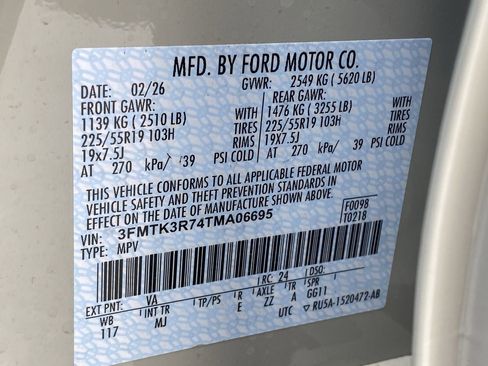 MFD. BY FORD MOTOR CO.
DATE: 02/26 GVWR: 2549 KG ( 5620 LB)
FRONT GAWR: REAR GAWR:
1139 KG ( 2510 LB) WITH 1476 KG ( 3255 LB) WITH
225/55R19 103H TIRES 225/55R19 103H TIRES
19x7.5J RIMS 19x7.5J RIMS
AT 270 kPa/ 39 PSI COLD AT 270 kPa/ 39 PSI COLD
THIS VEHICLE CONFORMS TO ALL APPLICABLE FEDERAL MOTOR
VEHICLE SAFETY AND THEFT PREVENTION STANDARDS IN
EFFECT ON THE DATE OF MANUFACTURE SHOWN ABOVE.
VIN: 3FMTK3R74TMA06695 F0098
TYPE: MPV T0218
EXT PNT: VA RC: 24 DSO:
WB INT TR TP/PS R AXLE TR SPR
117 MJ E ZZ A GG11
UTC ▽ RU5A-1520472-AB